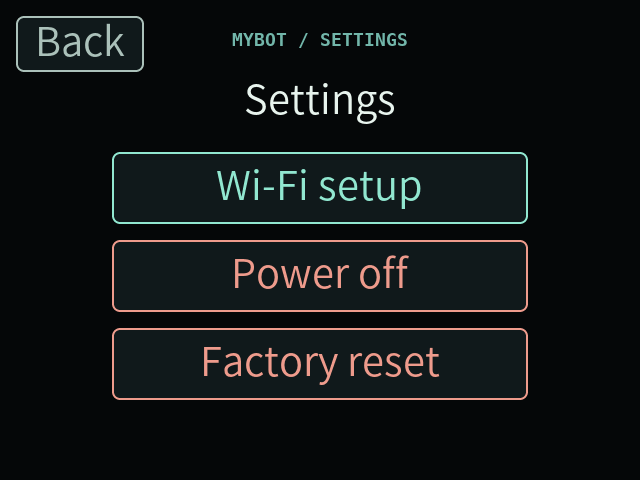 Back
MYBOT / SETTINGS
Settings
Wi-Fi setup
Power off
Factory reset